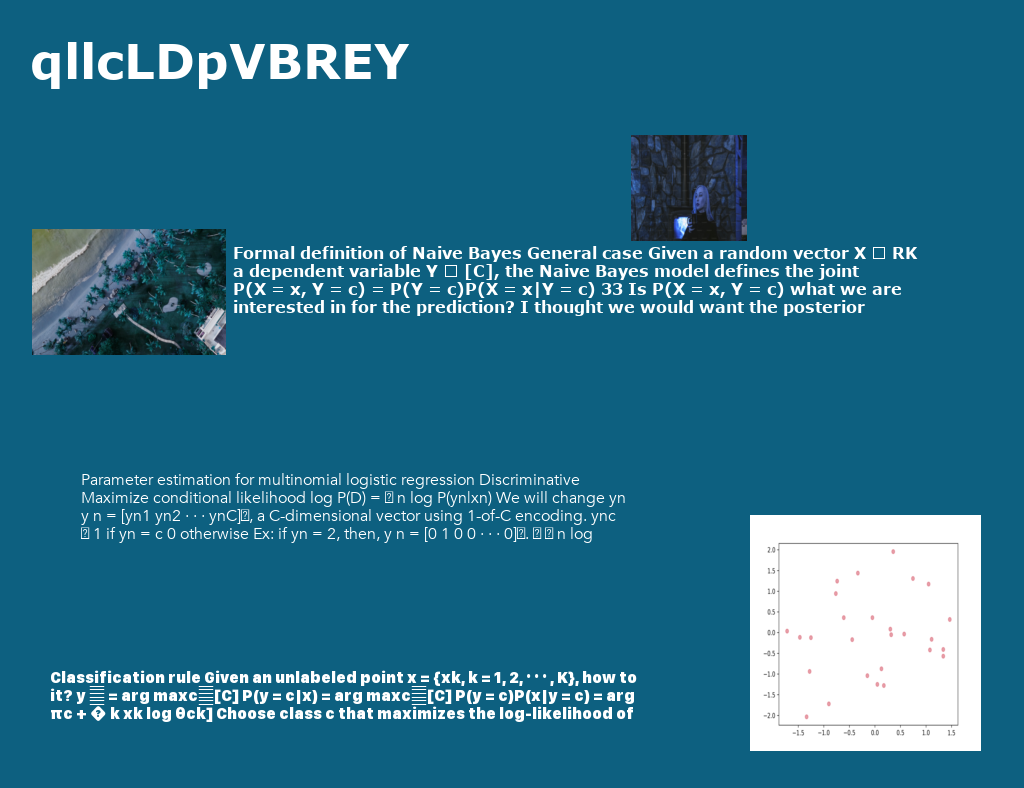 qllcLDpVBREY
Formal definition of Naive Bayes General case Given a random vector X □ RK
a dependent variable Y □ [C], the Naive Bayes model defines the joint
P(X = x, Y = c) = P(Y = c)P(X = x|Y = c) 33 Is P(X = x, Y = c) what we are
interested in for the prediction? I thought we would want the posterior
Parameter estimation for multinomial logistic regression Discriminative
Maximize conditional likelihood log P(D) = n log P(ynlxn) We will change yn
y n = [yn1 yn2 · · · ynC], a C-dimensional vector using 1-of-C encoding. ync
1 if yn = c 0 otherwise Ex: if yn = 2, then, y n = [0 1 0 0 · · · 0]. n log
Classification rule Given an unlabeled point x = {xk, k = 1, 2, · · · , K}, how to
it? y = arg maxc [C] P(y = c|x) = arg maxc [C] P(y = c)P(x|y = c) = arg
πc + � k xk log θck] Choose class c that maximizes the log-likelihood of
2.0
1.5
1.0
0.5
0.0
−0.5
−1.0
−1.5
−2.0
−1.5 −1.0 −0.5 0.0 0.5 1.0 1.5